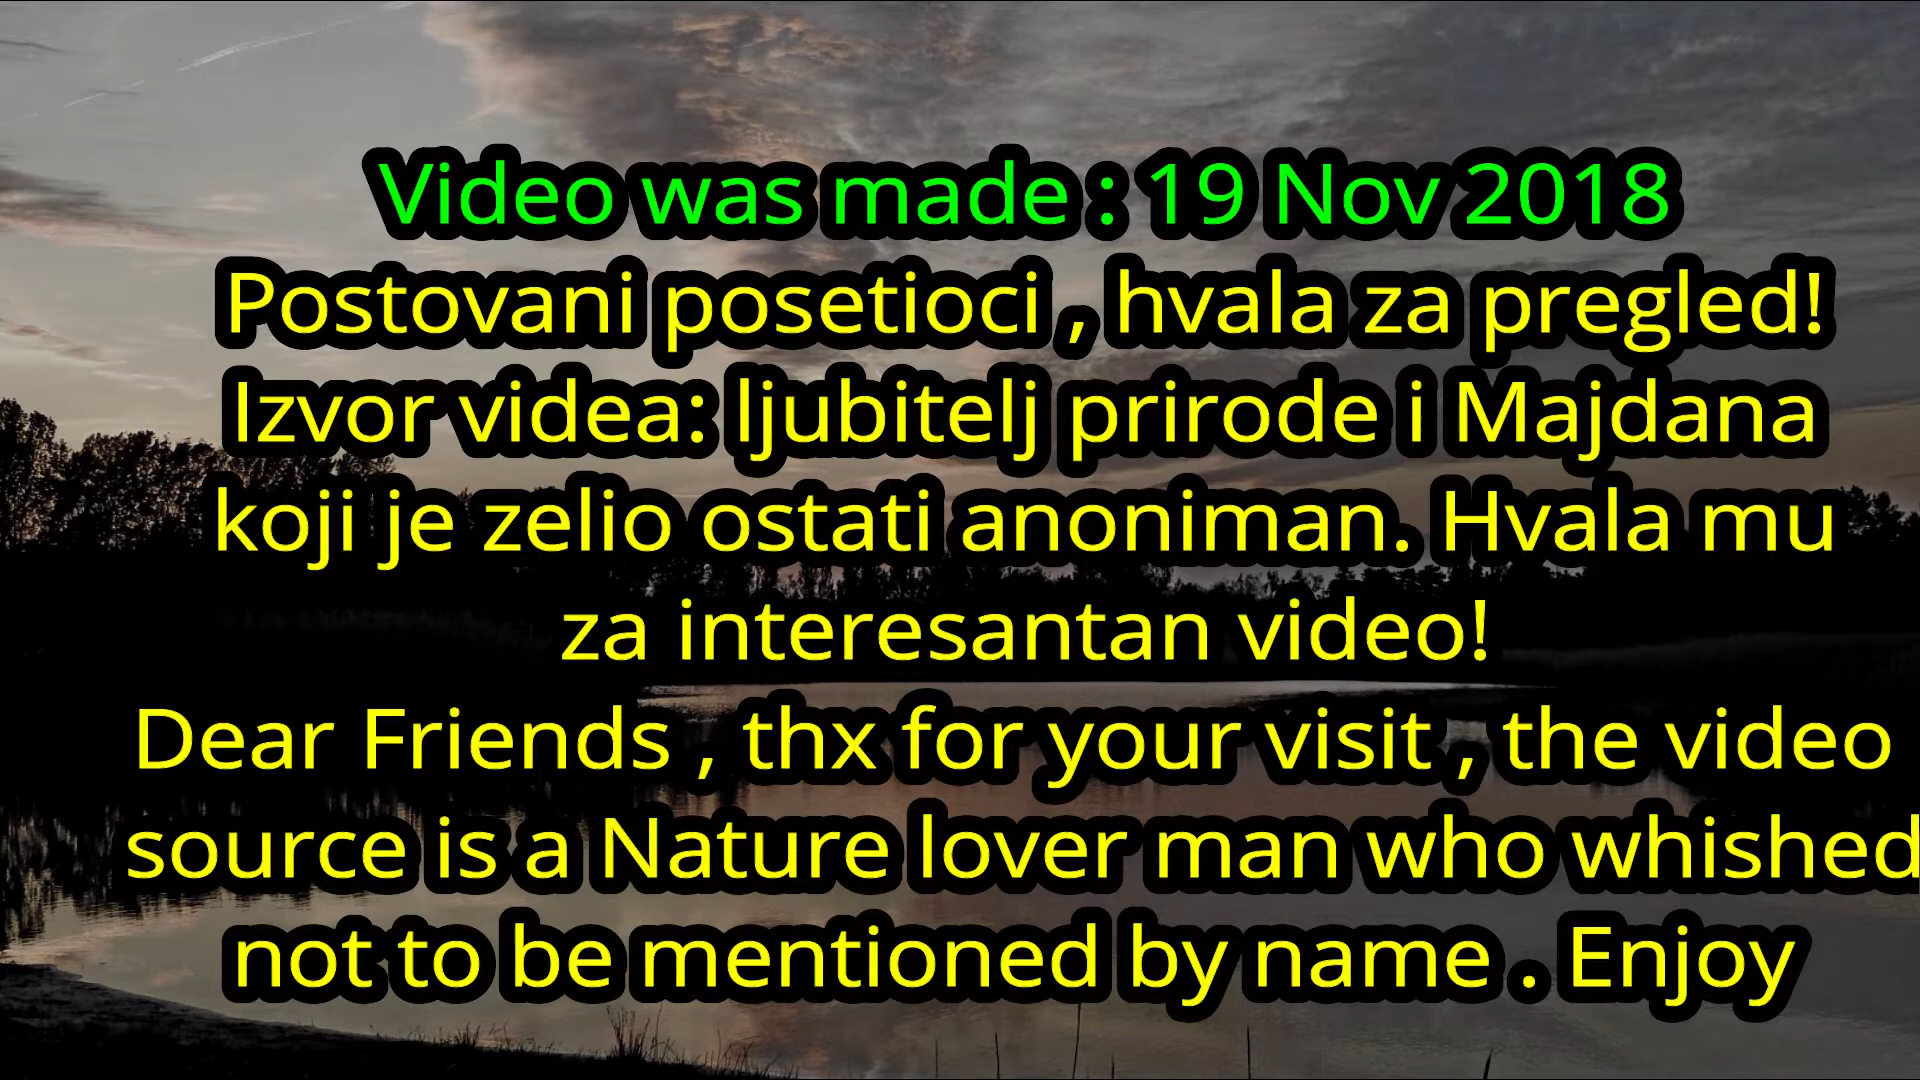 Video was made : 19 Nov 2018
Postovani posetioci , hvala za pregled!
Izvor videa: ljubitelj prirode i Majdana
koji je zelio ostati anoniman. Hvala mu
za interesantan video!
Dear Friends , thx for your visit , the video
source is a Nature lover man who whished
not to be mentioned by name . Enjoy